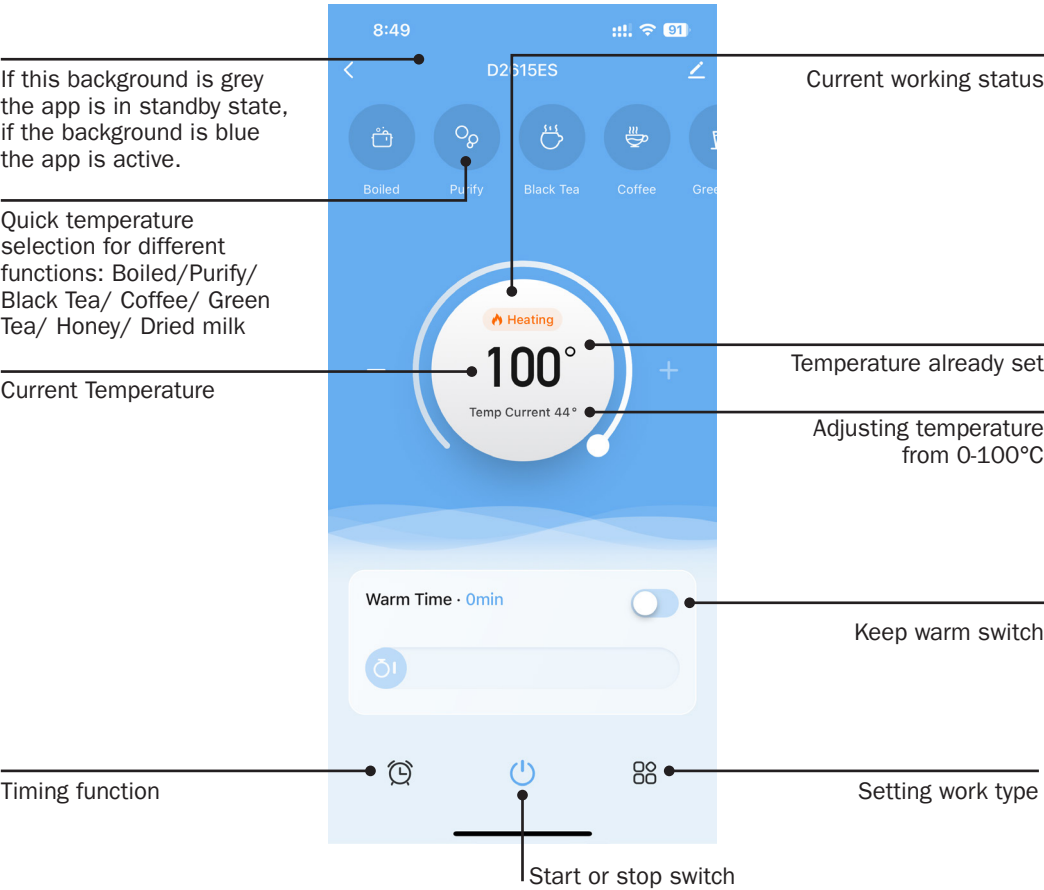 8:49
91
D2615ES
If this background is grey
the app is in standby state,
if the background is blue
the app is active.
Current working status
Boiled
Purify
Black Tea
Coffee
Gree
Quick temperature
selection for different
functions: Boiled/Purify/
Black Tea/ Coffee/ Green
Tea/ Honey/ Dried milk
Heating
100°
Temperature already set
Current Temperature
Temp Current 44°
Adjusting temperature
from 0-100°C
Warm Time · 0min
Keep warm switch
Timing function
Setting work type
Start or stop switch